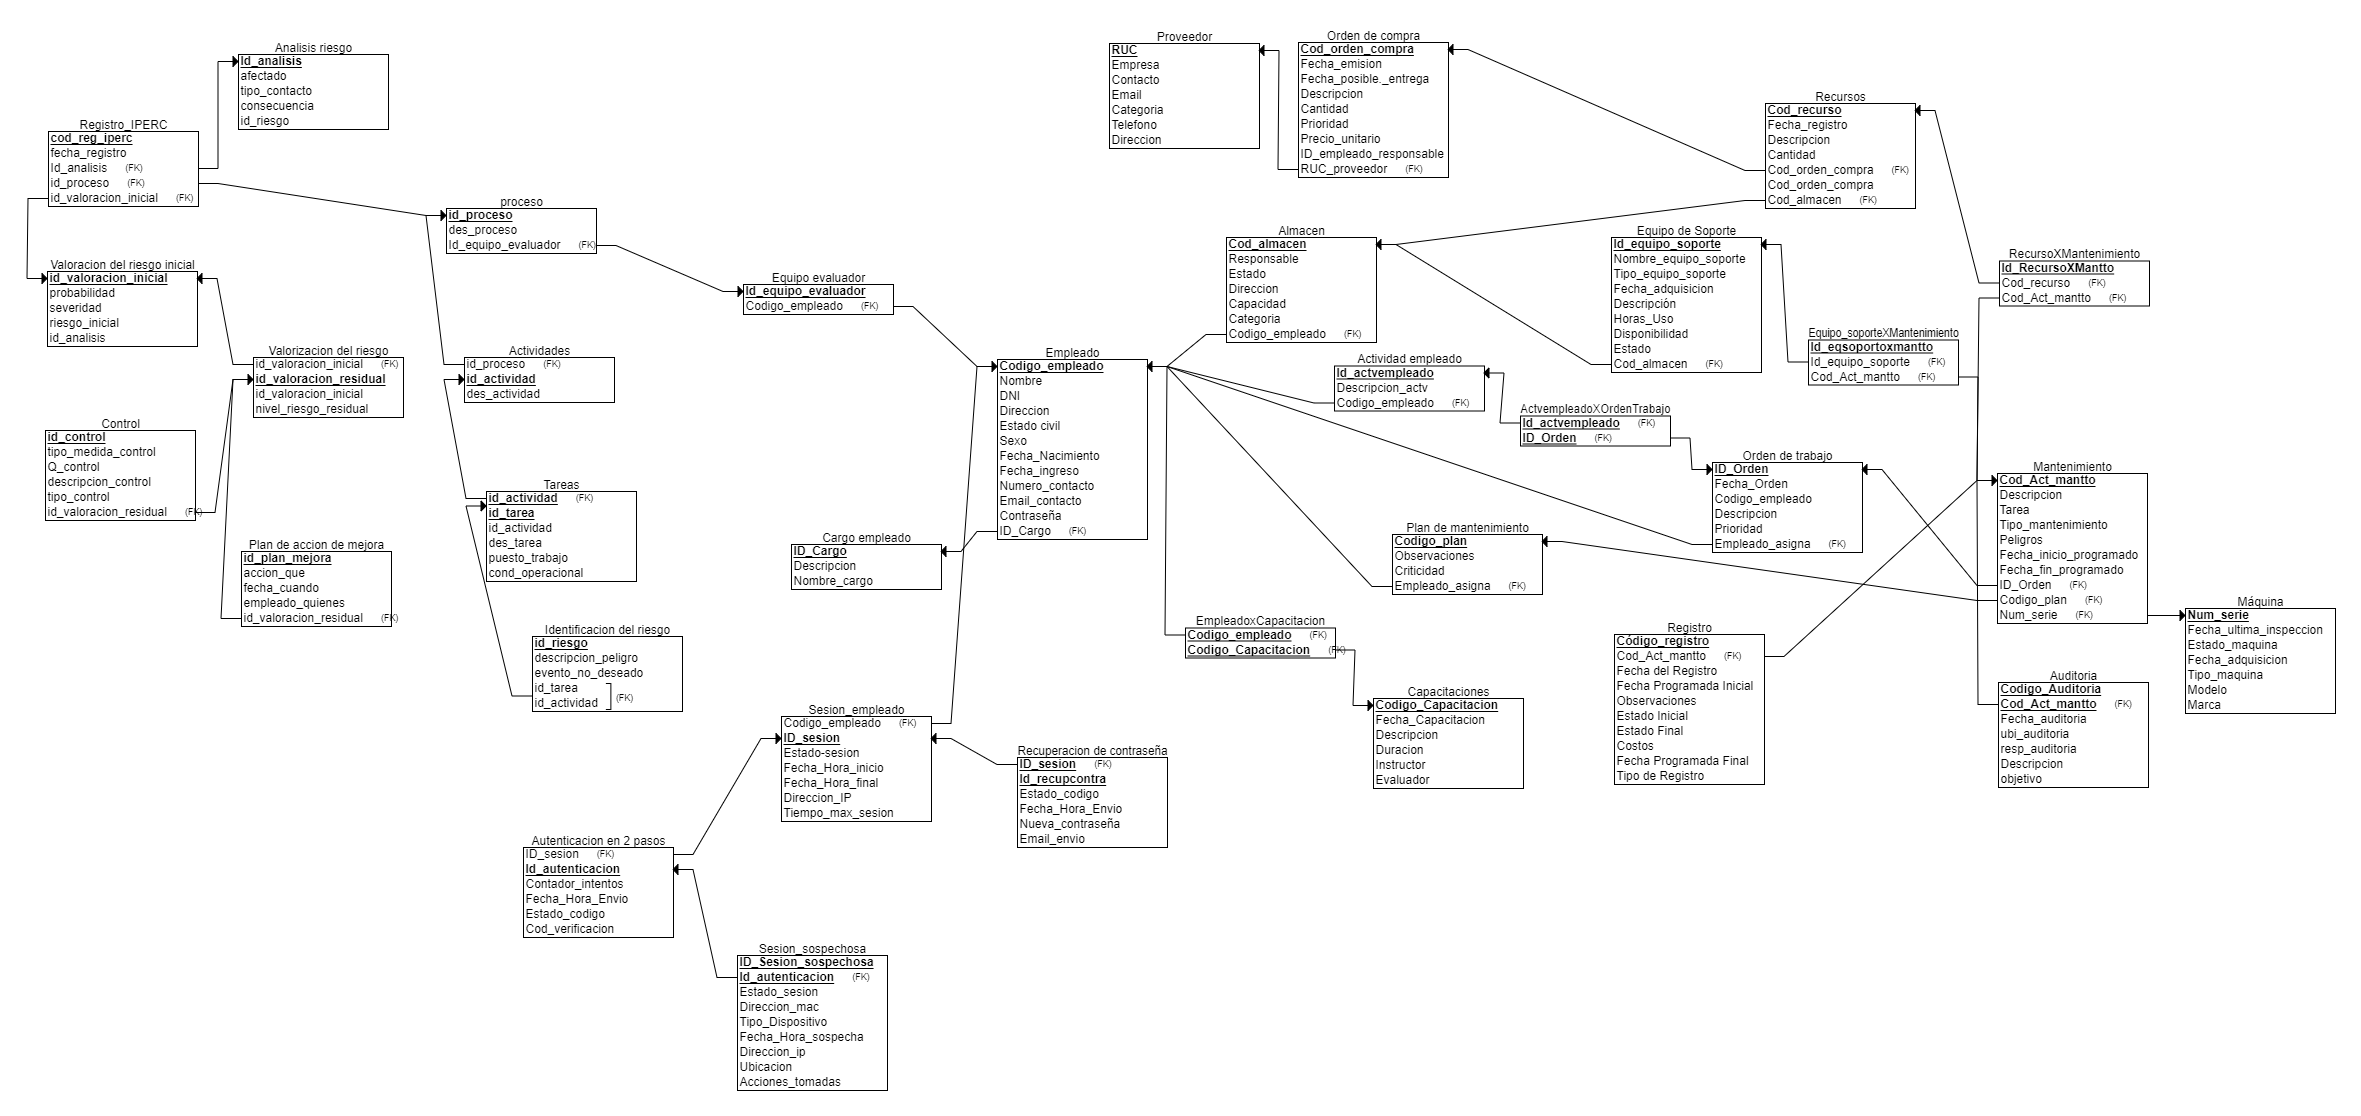 Analisis riesgo
Id_analisis
afectado
tipo_contacto
consecuencia
id_riesgo
Registro_IPERC
cod_reg_iperc
fecha_registro
Id_analisis (FK)
id_proceso (FK)
id_valoracion_inicial (FK)
proceso
id_proceso
des_proceso
Id_equipo_evaluador (FK)
Valoracion del riesgo inicial
id_valoracion_inicial
probabilidad
severidad
riesgo_inicial
id_analisis
Valorizacion del riesgo
id_valoracion_inicial (FK)
id_valoracion_residual
id_valoracion_inicial
nivel_riesgo_residual
Actividades
id_proceso (FK)
id_actividad
des_actividad
Control
id_control
tipo_medida_control
Q_control
descripcion_control
tipo_control
id_valoracion_residual (FK)
Plan de accion de mejora
id_plan_mejora
accion_que
fecha_cuando
empleado_quienes
id_valoracion_residual (FK)
Tareas
id_actividad (FK)
id_tarea
id_actividad
des_tarea
puesto_trabajo
cond_operacional
Identificacion del riesgo
id_riesgo
descripcion_peligro
evento_no_deseado
id_tarea
id_actividad
(FK)
Equipo evaluador
Id_equipo_evaluador
Codigo_empleado (FK)
Empleado
Codigo_empleado
Nombre
DNI
Direccion
Estado civil
Sexo
Fecha_Nacimiento
Fecha_ingreso
Numero_contacto
Email_contacto
Contraseña
ID_Cargo (FK)
Cargo empleado
ID_Cargo
Descripcion
Nombre_cargo
Sesion_empleado
Codigo_empleado (FK)
ID_sesion
Estado-sesion
Fecha_Hora_inicio
Fecha_Hora_final
Direccion_IP
Tiempo_max_sesion
Recuperacion de contraseña
ID_sesion (FK)
Id_recupcontra
Estado_codigo
Fecha_Hora_Envio
Nueva_contraseña
Email_envio
Autenticacion en 2 pasos
ID_sesion (FK)
Id_autenticacion
Contador_intentos
Fecha_Hora_Envio
Estado_codigo
Cod_verificacion
Sesion_sospechosa
ID_Sesion_sospechosa
Id_autenticacion (FK)
Estado_sesion
Direccion_mac
Tipo_Dispositivo
Fecha_Hora_sospecha
Direccion_ip
Ubicacion
Acciones_tomadas
Proveedor
RUC
Empresa
Contacto
Email
Categoria
Telefono
Direccion
Orden de compra
Cod_orden_compra
Fecha_emision
Fecha_posible._entrega
Descripcion
Cantidad
Prioridad
Precio_unitario
ID_empleado_responsable
RUC_proveedor (FK)
Recursos
Cod_recurso
Fecha_registro
Descripcion
Cantidad
Cod_orden_compra (FK)
Cod_orden_compra
Cod_almacen (FK)
Almacen
Cod_almacen
Responsable
Estado
Direccion
Capacidad
Categoria
Codigo_empleado (FK)
Equipo de Soporte
Id_equipo_soporte
Nombre_equipo_soporte
Tipo_equipo_soporte
Fecha_adquisicion
Descripción
Horas_Uso
Disponibilidad
Estado
Cod_almacen (FK)
RecursoXMantenimiento
Id_RecursoXMantto
Cod_recurso (FK)
Cod_Act_mantto (FK)
Equipo_soporteXMantenimiento
Id_eqsoportoxmantto
Id_equipo_soporte (FK)
Cod_Act_mantto (FK)
Actividad empleado
Id_actvempleado
Descripcion_actv
Codigo_empleado (FK)
ActvempleadoXOrdenTrabajo
Id_actvempleado (FK)
ID_Orden (FK)
Orden de trabajo
ID_Orden
Fecha_Orden
Codigo_empleado
Descripcion
Prioridad
Empleado_asigna (FK)
Plan de mantenimiento
Codigo_plan
Observaciones
Criticidad
Empleado_asigna (FK)
Mantenimiento
Cod_Act_mantto
Descripcion
Tarea
Tipo_mantenimiento
Peligros
Fecha_inicio_programado
Fecha_fin_programado
ID_Orden (FK)
Codigo_plan (FK)
Num_serie (FK)
Máquina
Num_serie
Fecha_ultima_inspeccion
Estado_maquina
Fecha_adquisicion
Tipo_maquina
Modelo
Marca
EmpleadoxCapacitacion
Codigo_empleado (FK)
Codigo_Capacitacion (FK)
Capacitaciones
Codigo_Capacitacion
Fecha_Capacitacion
Descripcion
Duracion
Instructor
Evaluador
Registro
Código_registro
Cod_Act_mantto (FK)
Fecha del Registro
Fecha Programada Inicial
Observaciones
Estado Inicial
Estado Final
Costos
Fecha Programada Final
Tipo de Registro
Auditoria
Codigo_Auditoria
Cod_Act_mantto (FK)
Fecha_auditoria
ubi_auditoria
resp_auditoria
Descripcion
objetivo